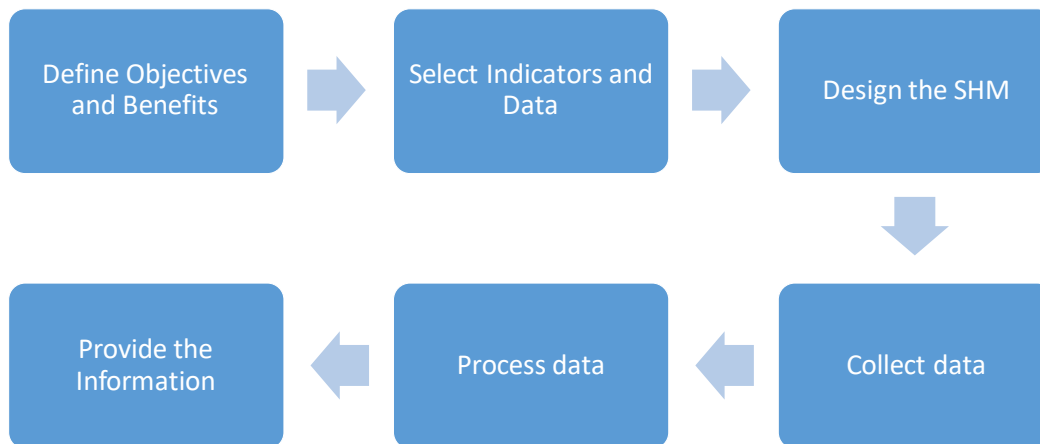 Define Objectives
and Benefits
Select Indicators and
Data
Design the SHM
Collect data
Process data
Provide the
Information